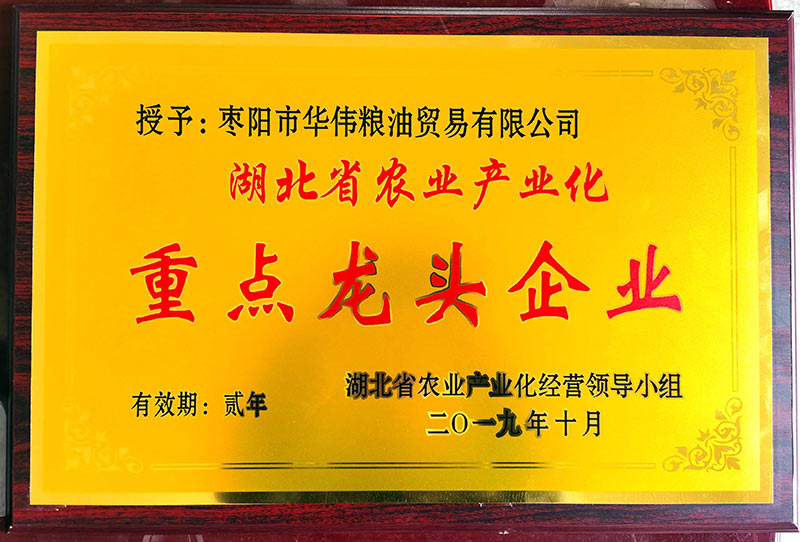 授予：枣阳市华伟粮油贸易有限公司
湖北省农业产业化
重点龙头企业
有效期：贰年
湖北省农业产业化经营领导小组
二〇一九年十月